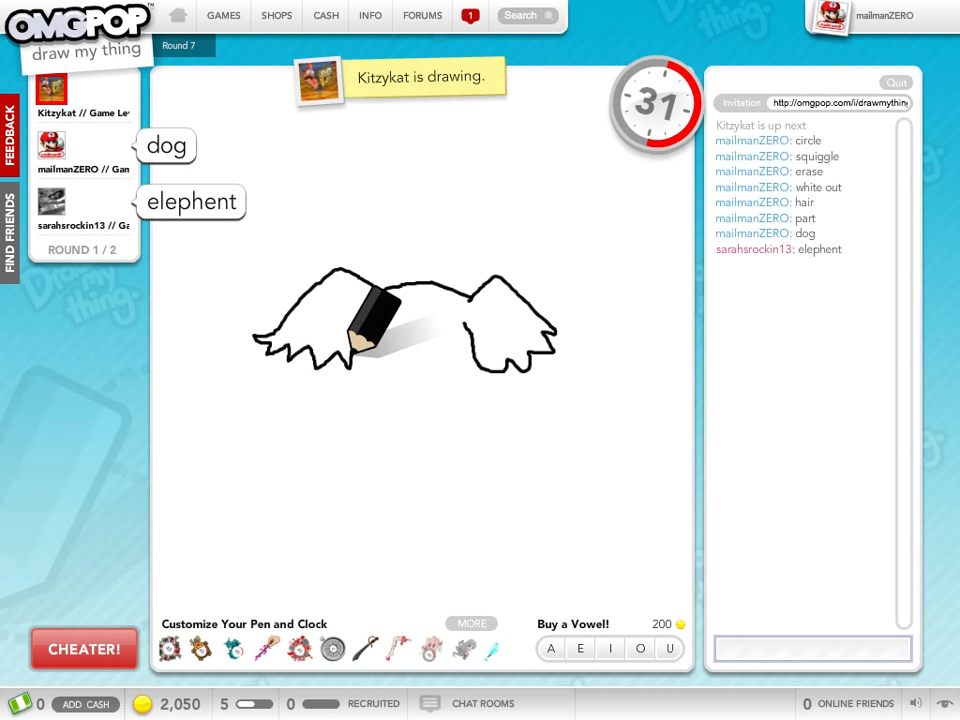 OMGPOP™
draw my thing
GAMES SHOPS CASH INFO FORUMS 1 Search
mailmanZERO
Round 7
FEEDBACK
FIND FRIENDS
Kitzykat // Game Le
mailmanZERO // Gam
sarahsrockin13 // Ga
ROUND 1 / 2
dog
elephent
Kitzykat is drawing.
31
Quit
Invitation http://omgpop.com/i/drawmything
Kitzykat is up next
mailmanZERO: circle
mailmanZERO: squiggle
mailmanZERO: erase
mailmanZERO: white out
mailmanZERO: hair
mailmanZERO: part
mailmanZERO: dog
sarahsrockin13: elephent
CHEATER!
Customize Your Pen and Clock MORE
Buy a Vowel! 200
A E I O U
0 ADD CASH 2,050 5 0 RECRUITED CHAT ROOMS 0 ONLINE FRIENDS